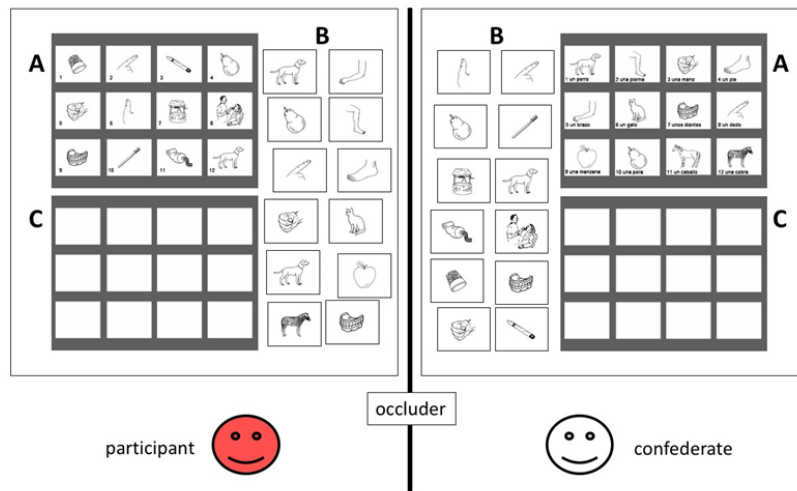 B
A
1 2 3 4
5 6 7 8
9 10 11 12
C
B
A
1 un perro 2 una pierna 3 una mano 4 un pie
5 un brazo 6 un gato 7 unos dientes 8 un dedo
9 una manzana 10 una pera 11 un caballo 12 una cebra
C
occluder
participant
confederate